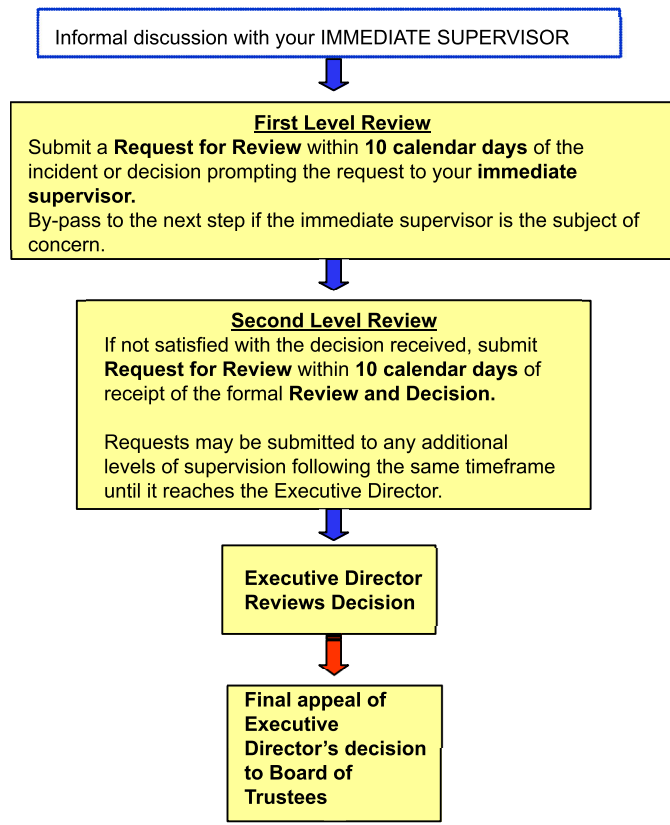 Informal discussion with your IMMEDIATE SUPERVISOR
First Level Review
Submit a Request for Review within 10 calendar days of the
incident or decision prompting the request to your immediate
supervisor.
By-pass to the next step if the immediate supervisor is the subject of
concern.
Second Level Review
If not satisfied with the decision received, submit
Request for Review within 10 calendar days of
receipt of the formal Review and Decision.
Requests may be submitted to any additional
levels of supervision following the same timeframe
until it reaches the Executive Director.
Executive Director
Reviews Decision
Final appeal of
Executive
Director’s decision
to Board of
Trustees